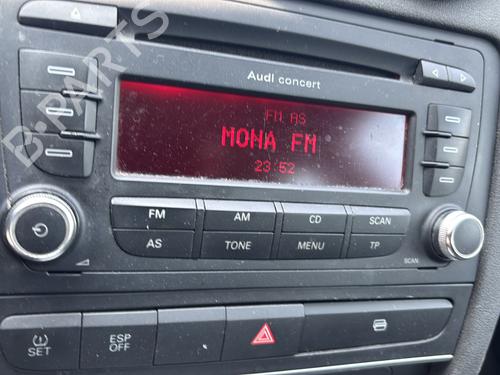 Audi concert
FM AS
MONA FM
23:52
FM AM CD SCAN
AS TONE MENU TP
SCAN
SET ESP OFF
B-PARTS